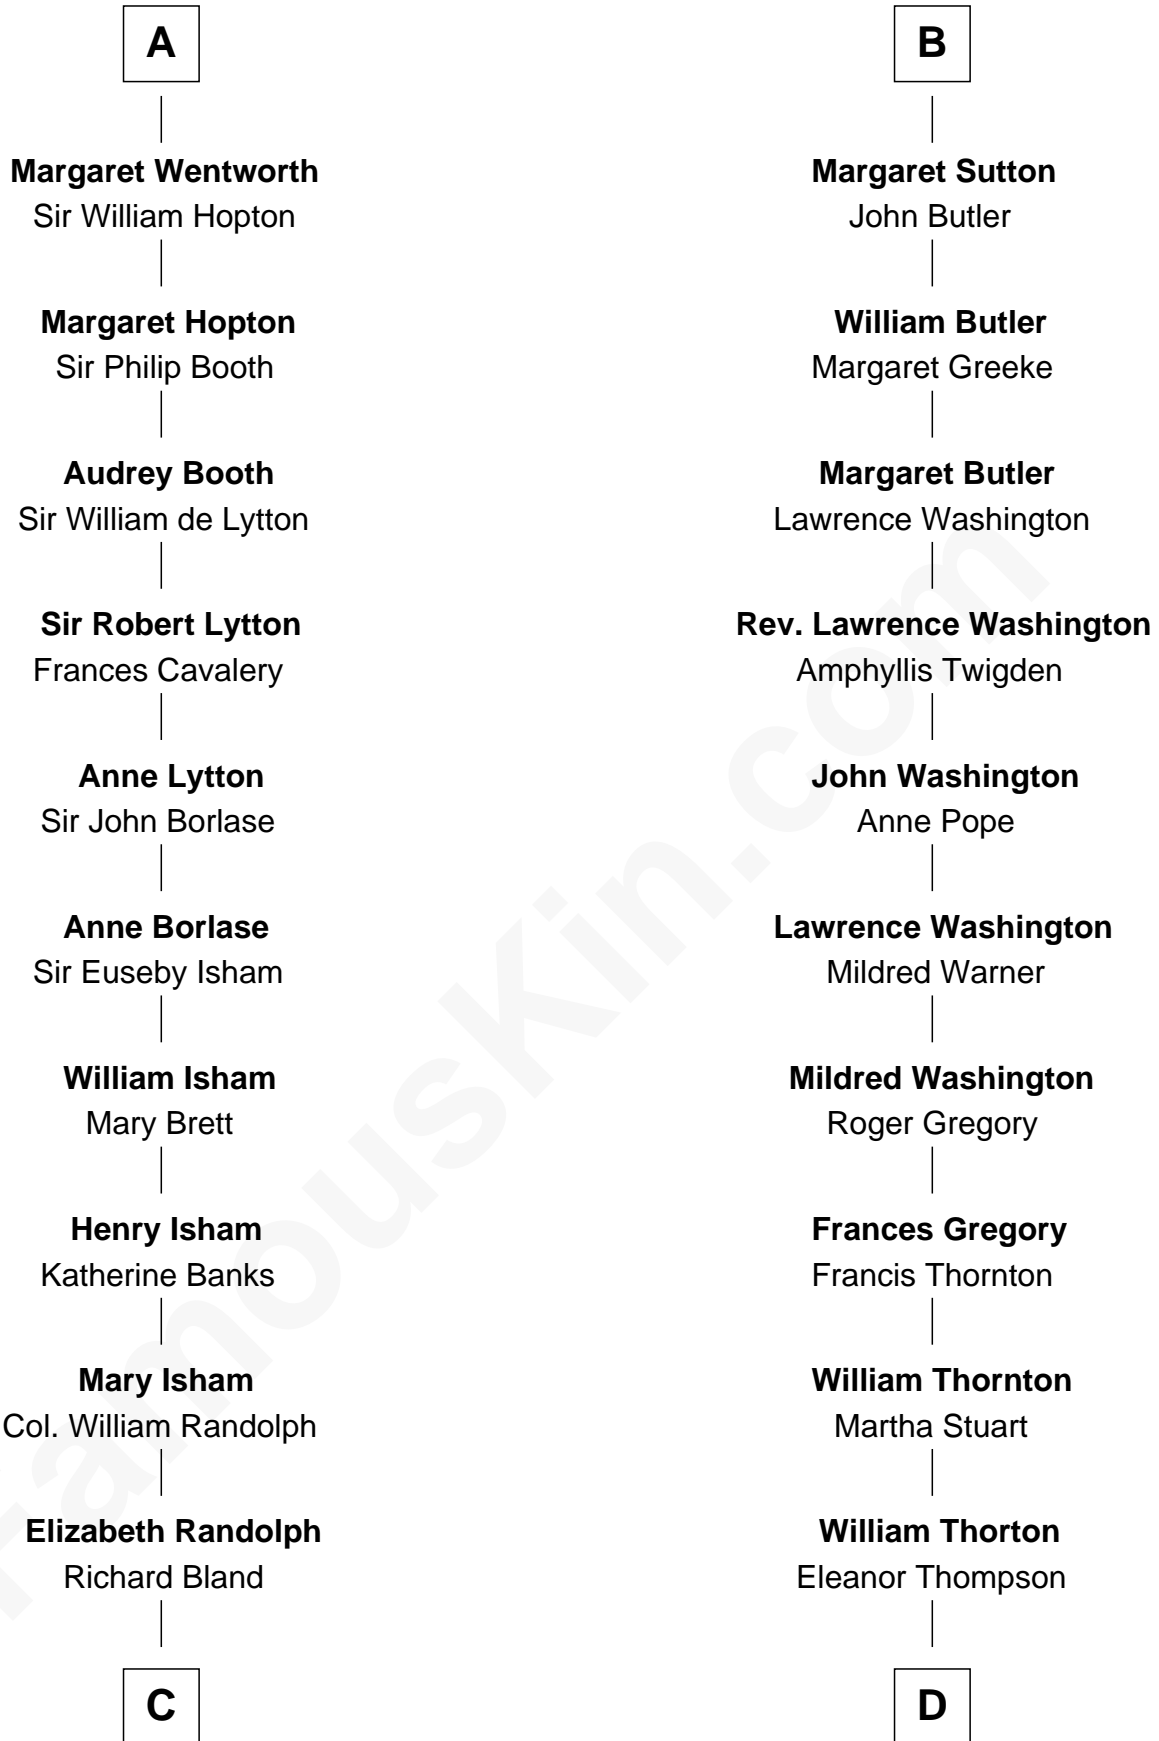 A
Margaret Wentworth
Sir William Hopton
Margaret Hopton
Sir Philip Booth
Audrey Booth
Sir William de Lytton
Sir Robert Lytton
Frances Cavalery
Anne Lytton
Sir John Borlase
Anne Borlase
Sir Euseby Isham
William Isham
Mary Brett
Henry Isham
Katherine Banks
Mary Isham
Col. William Randolph
Elizabeth Randolph
Richard Bland
C
B
Margaret Sutton
John Butler
William Butler
Margaret Greeke
Margaret Butler
Lawrence Washington
Rev. Lawrence Washington
Amphyllis Twigden
John Washington
Anne Pope
Lawrence Washington
Mildred Warner
Mildred Washington
Roger Gregory
Frances Gregory
Francis Thornton
William Thornton
Martha Stuart
William Thorton
Eleanor Thompson
D
FamousKin.com